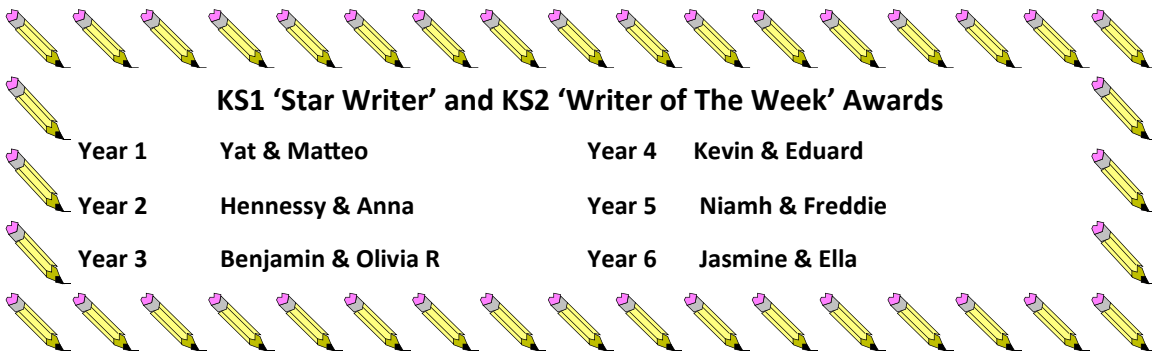 KS1 ‘Star Writer’ and KS2 ‘Writer of The Week’ Awards
Year 1 Yat & Matteo Year 4 Kevin & Eduard
Year 2 Hennessy & Anna Year 5 Niamh & Freddie
Year 3 Benjamin & Olivia R Year 6 Jasmine & Ella